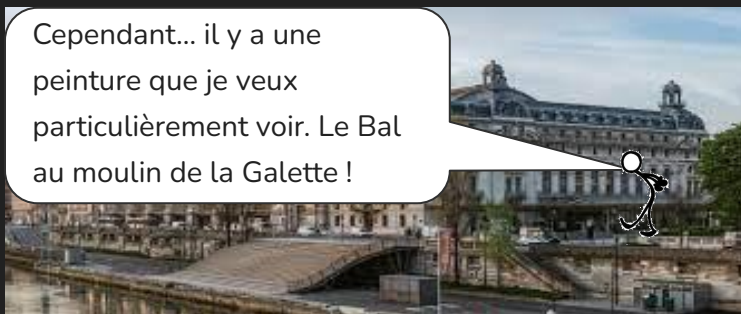 Cependant... il y a une
peinture que je veux
particulièrement voir. Le Bal
au moulin de la Galette !